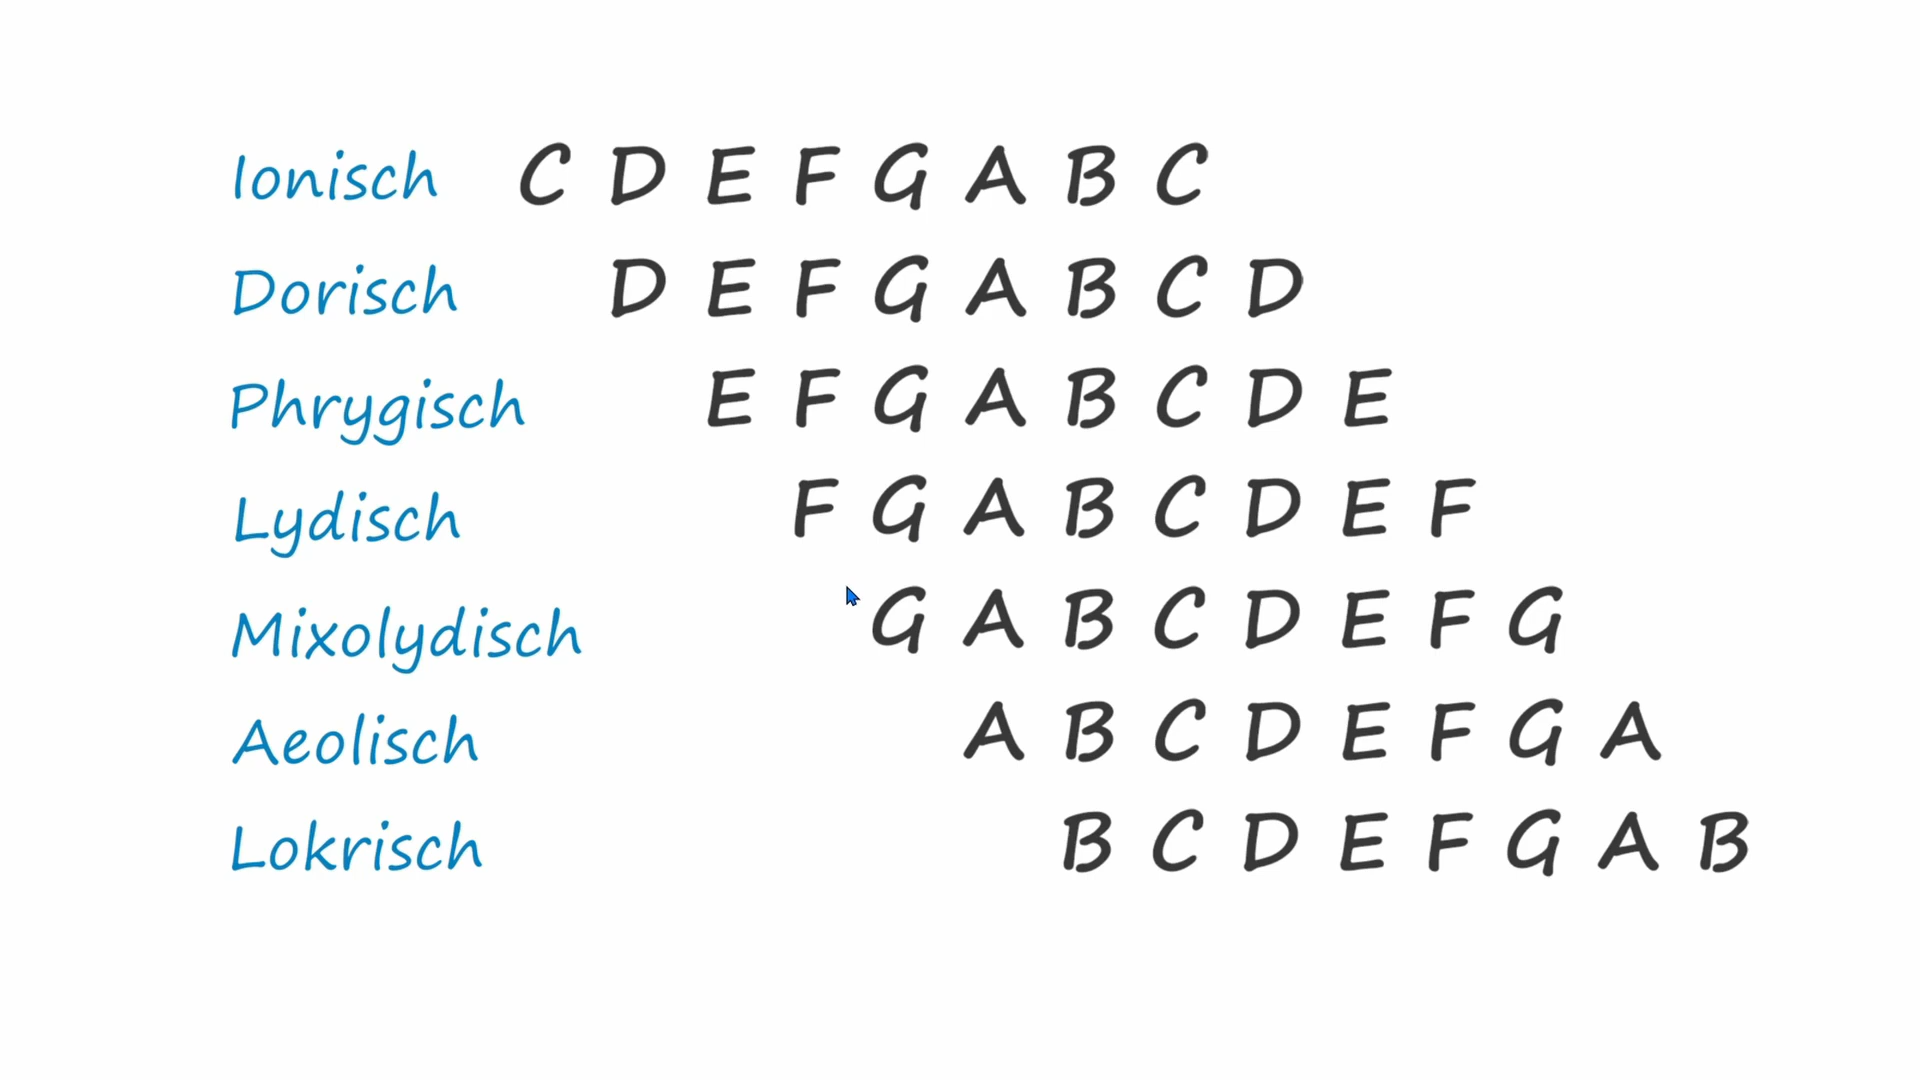 Ionisch C D E F G A B C
Dorisch D E F G A B C D
Phrygisch E F G A B C D E
Lydisch F G A B C D E F
Mixolydisch G A B C D E F G
Aeolisch A B C D E F G A
Lokrisch B C D E F G A B